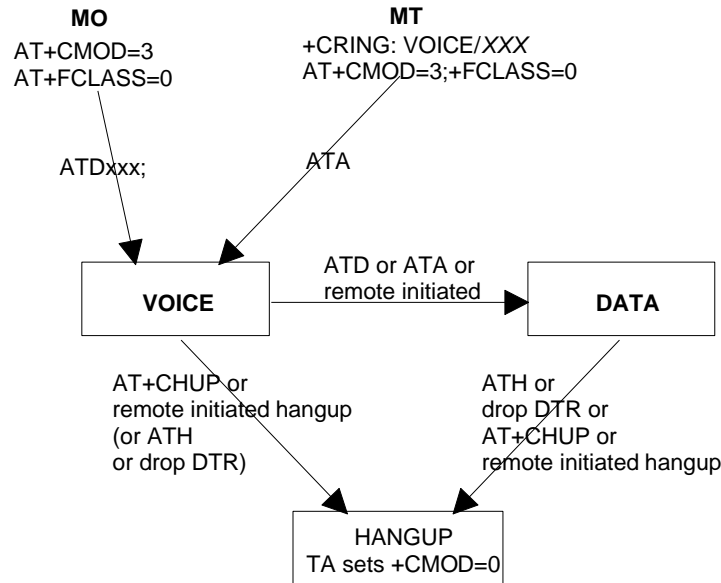 MO
AT+CMOD=3
AT+FCLASS=0
MT
+CRING: VOICE/XXX
AT+CMOD=3;+FCLASS=0
ATDxxx;
ATA
VOICE
ATD or ATA or
remote initiated
DATA
AT+CHUP or
remote initiated hangup
(or ATH
or drop DTR)
ATH or
drop DTR or
AT+CHUP or
remote initiated hangup
HANGUP
TA sets +CMOD=0